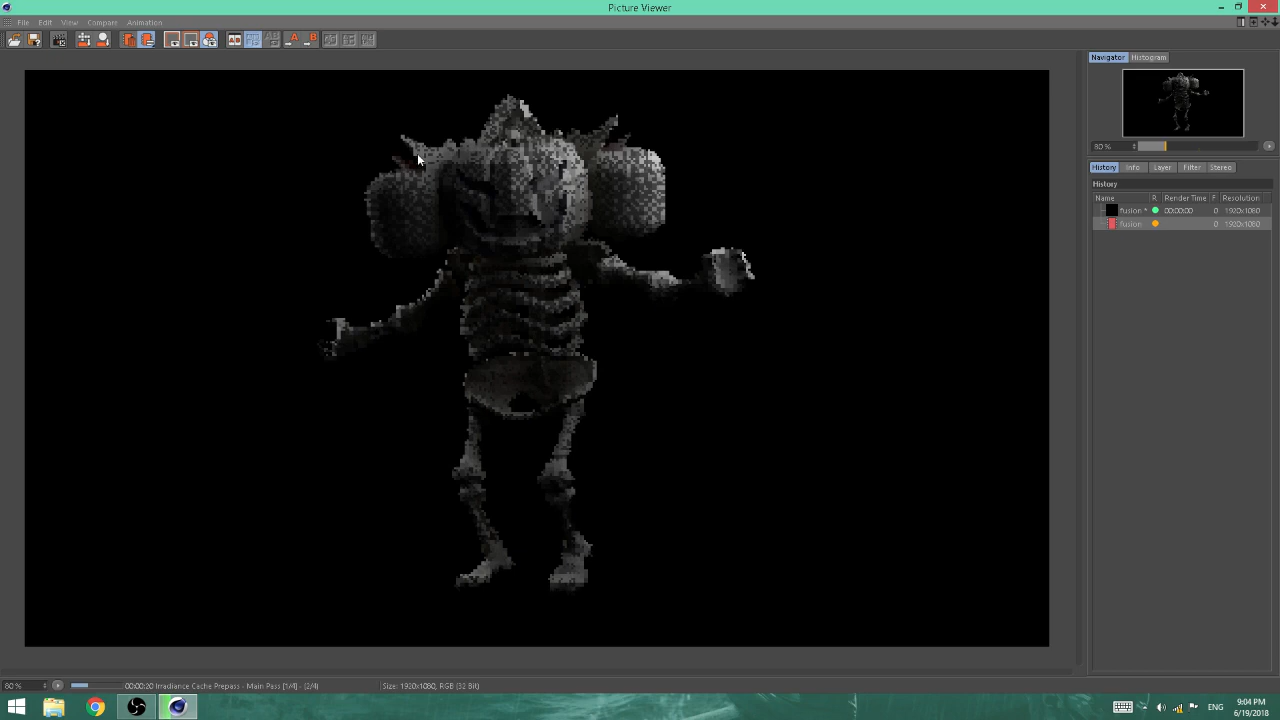 Picture Viewer
File Edit View Compare Animation
Navigator Histogram
80 %
History Info Layer Filter Stereo
History
Name R Render Time F Resolution
fusion * 00:00:00 0 1920x1080
fusion 0 1920x1080
80 % 00:00:20 Irradiance Cache Prepass - Main Pass [1/4] - (2/4) Size: 1920x1080, RGB (32 Bit)
ENG
9:04 PM
6/19/2018